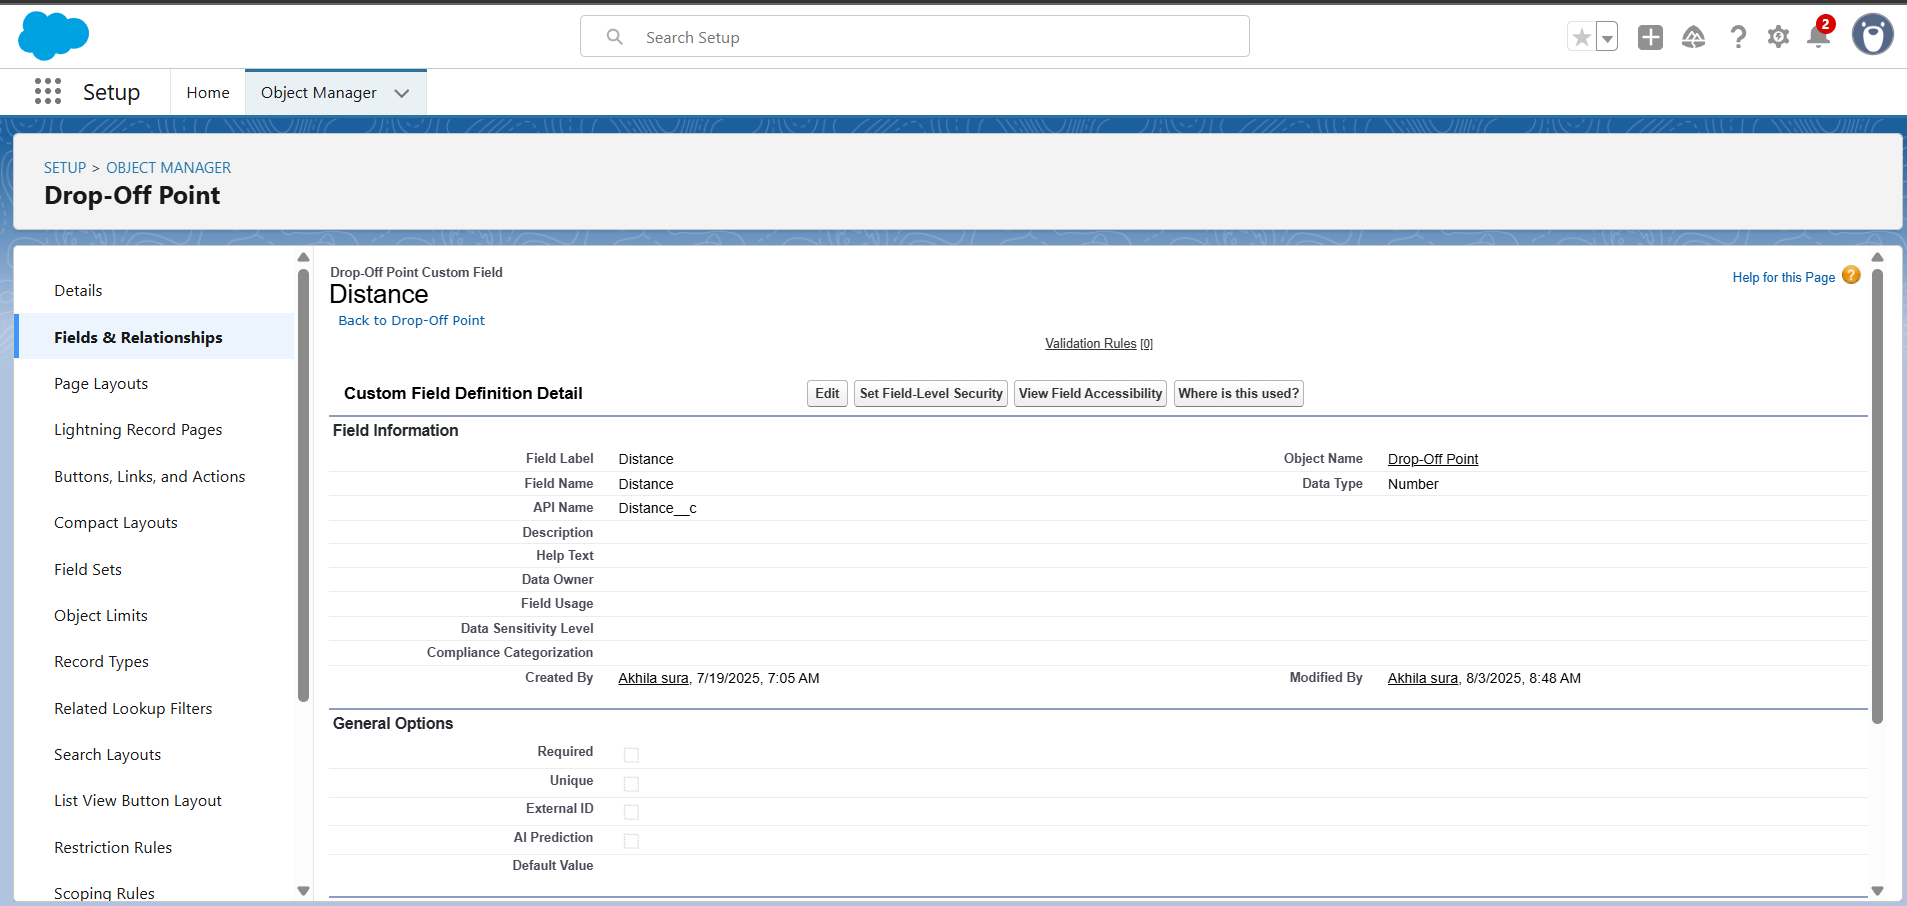 Search Setup
2
Setup
Home
Object Manager
SETUP > OBJECT MANAGER
Drop-Off Point
Details
Fields & Relationships
Page Layouts
Lightning Record Pages
Buttons, Links, and Actions
Compact Layouts
Field Sets
Object Limits
Record Types
Related Lookup Filters
Search Layouts
List View Button Layout
Restriction Rules
Scoping Rules
Drop-Off Point Custom Field
Distance
Back to Drop-Off Point
Help for this Page ?
Validation Rules [0]
Custom Field Definition Detail
Edit Set Field-Level Security View Field Accessibility Where is this used?
Field Information
Field Label Distance Object Name Drop-Off Point
Field Name Distance Data Type Number
API Name Distance__c
Description
Help Text
Data Owner
Field Usage
Data Sensitivity Level
Compliance Categorization
Created By Akhila sura, 7/19/2025, 7:05 AM Modified By Akhila sura, 8/3/2025, 8:48 AM
General Options
Required
Unique
External ID
AI Prediction
Default Value